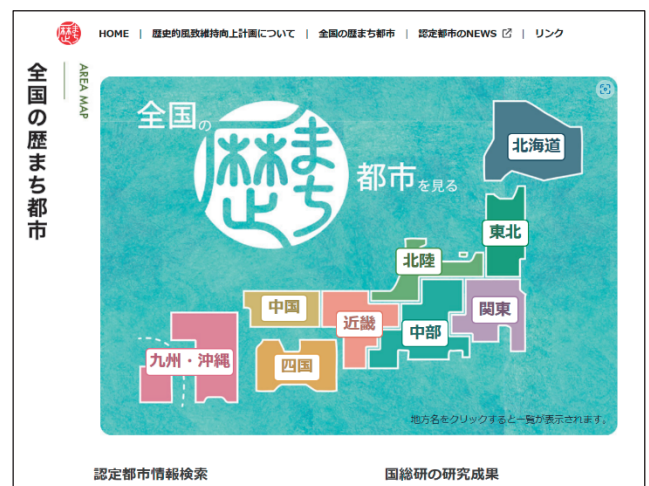 歴まち
HOME | 歴史的風致維持向上計画について | 全国の歴まち都市 | 認定都市のNEWS | リンク
全国の歴まち都市
AREA MAP
全国の
歴まち
都市を見る
北海道
東北
北陸
関東
中国
近畿
中部
九州・沖縄
四国
地方名をクリックすると一覧が表示されます。
認定都市情報検索
国総研の研究成果